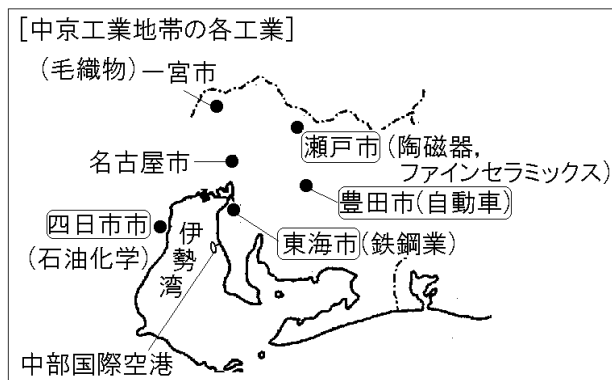 [中京工業地帯の各工業]
(毛織物)一宮市
瀬戸市(陶磁器,
ファインセラミックス)
名古屋市
豊田市(自動車)
四日市市
(石油化学)
伊勢湾
東海市(鉄鋼業)
中部国際空港